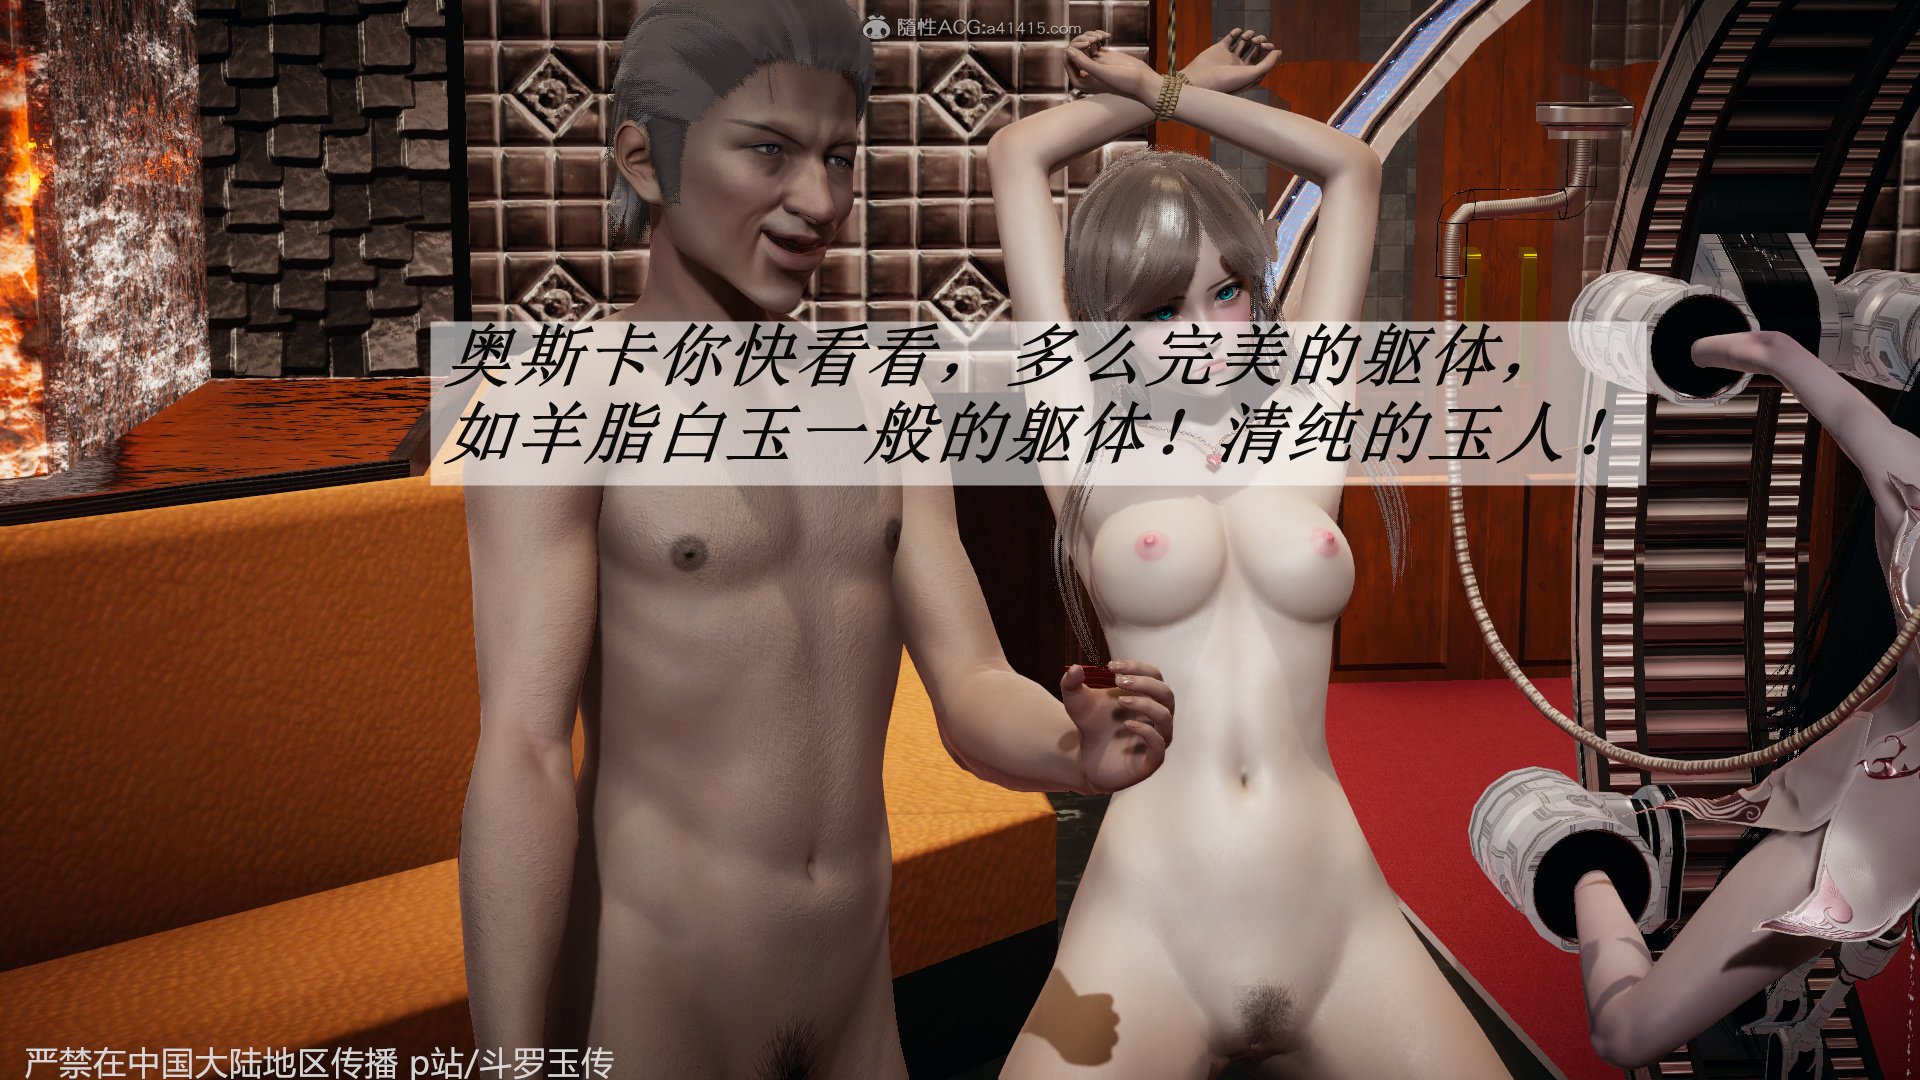 隨性ACG:a41415.com
奥斯卡你快看看，多么完美的躯体，
如羊脂白玉一般的躯体！清纯的玉人！
严禁在中国大陆地区传播 p站/斗罗玉传